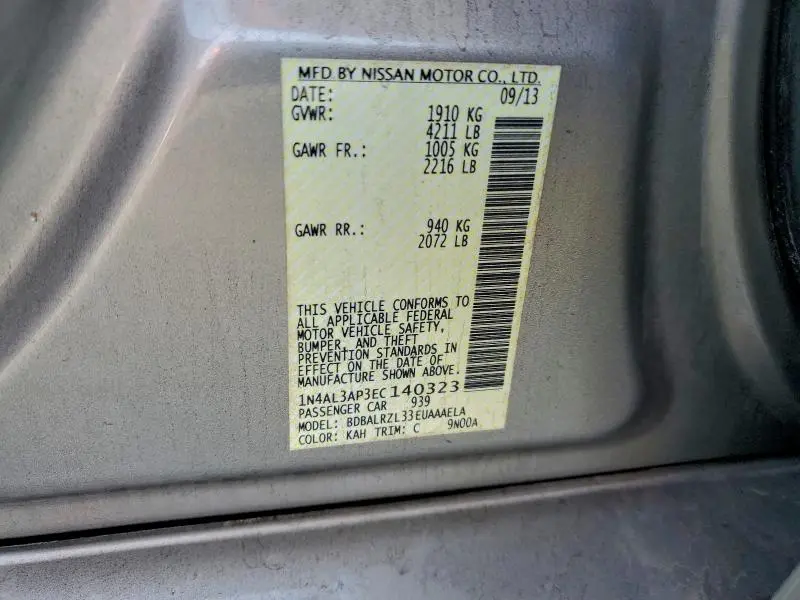 MFD BY NISSAN MOTOR CO., LTD.
DATE: 09/13
GVWR: 1910 KG
4211 LB
GAWR FR.: 1005 KG
2216 LB
GAWR RR.: 940 KG
2072 LB
THIS VEHICLE CONFORMS TO
ALL APPLICABLE FEDERAL
MOTOR VEHICLE SAFETY,
BUMPER, AND THEFT
PREVENTION STANDARDS IN
EFFECT ON THE DATE OF
MANUFACTURE SHOWN ABOVE.
1N4AL3AP3EC140323
PASSENGER CAR 939
MODEL: BDBALRZL33EUAAAELA
COLOR: KAH TRIM: C 9N00A